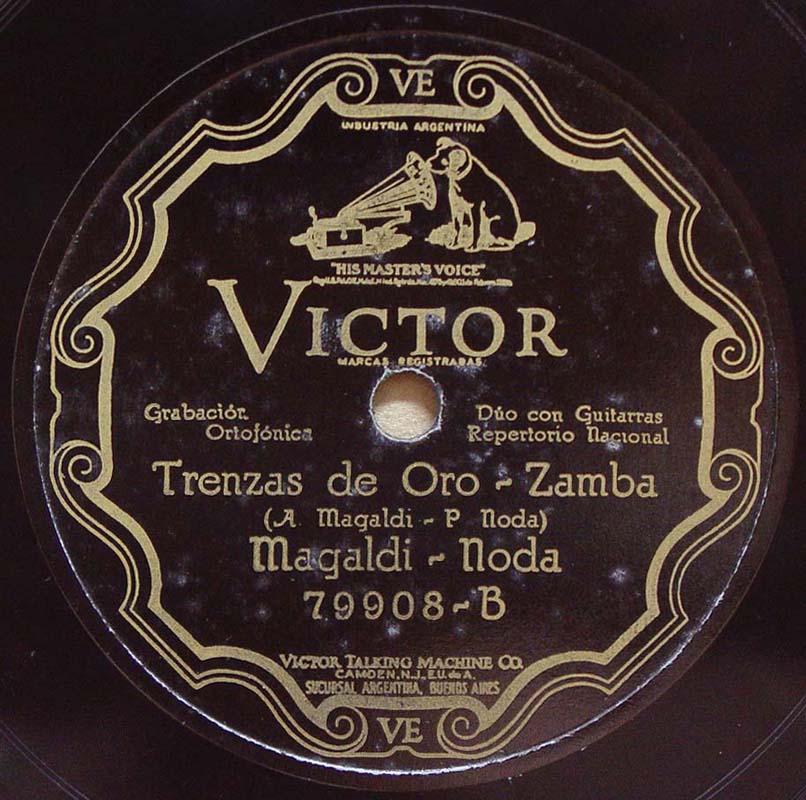 VE
INDUSTRIA ARGENTINA
"HIS MASTER'S VOICE"
VICTOR
MARCAS REGISTRADAS
Grabación Ortofónica
Dúo con Guitarras
Repertorio Nacional
Trenzas de Oro - Zamba
(A Magaldi - P Noda)
Magaldi - Noda
79908-B
VICTOR TALKING MACHINE CO.
CAMDEN, N.J., E.U. de A.
SUCURSAL ARGENTINA, BUENOS AIRES
VE